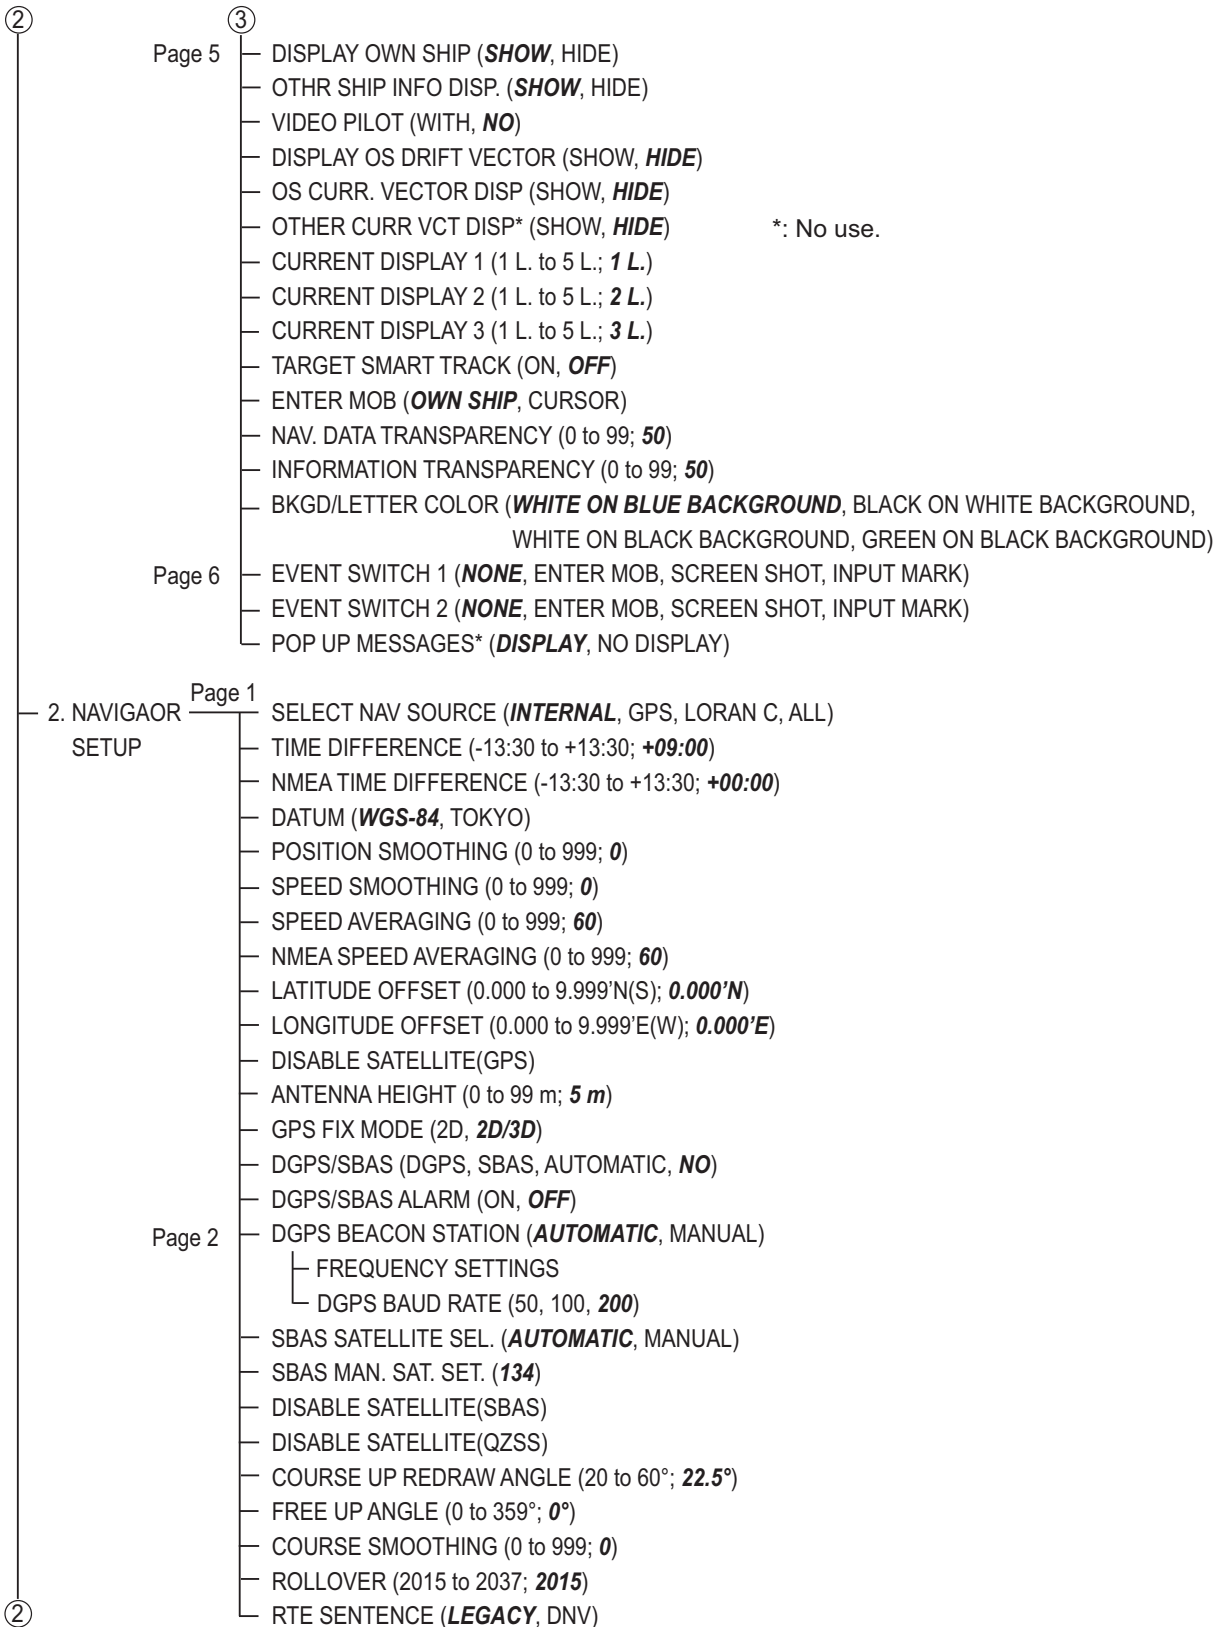 ② ③
Page 5 DISPLAY OWN SHIP (SHOW, HIDE)
OTHR SHIP INFO DISP. (SHOW, HIDE)
VIDEO PILOT (WITH, NO)
DISPLAY OS DRIFT VECTOR (SHOW, HIDE)
OS CURR. VECTOR DISP (SHOW, HIDE)
OTHER CURR VCT DISP* (SHOW, HIDE) *: No use.
CURRENT DISPLAY 1 (1 L. to 5 L.; 1 L.)
CURRENT DISPLAY 2 (1 L. to 5 L.; 2 L.)
CURRENT DISPLAY 3 (1 L. to 5 L.; 3 L.)
TARGET SMART TRACK (ON, OFF)
ENTER MOB (OWN SHIP, CURSOR)
NAV. DATA TRANSPARENCY (0 to 99; 50)
INFORMATION TRANSPARENCY (0 to 99; 50)
BKGD/LETTER COLOR (WHITE ON BLUE BACKGROUND, BLACK ON WHITE BACKGROUND,
WHITE ON BLACK BACKGROUND, GREEN ON BLACK BACKGROUND)
Page 6 EVENT SWITCH 1 (NONE, ENTER MOB, SCREEN SHOT, INPUT MARK)
EVENT SWITCH 2 (NONE, ENTER MOB, SCREEN SHOT, INPUT MARK)
POP UP MESSAGES* (DISPLAY, NO DISPLAY)
Page 1
2. NAVIGAOR SELECT NAV SOURCE (INTERNAL, GPS, LORAN C, ALL)
SETUP TIME DIFFERENCE (-13:30 to +13:30; +09:00)
NMEA TIME DIFFERENCE (-13:30 to +13:30; +00:00)
DATUM (WGS-84, TOKYO)
POSITION SMOOTHING (0 to 999; 0)
SPEED SMOOTHING (0 to 999; 0)
SPEED AVERAGING (0 to 999; 60)
NMEA SPEED AVERAGING (0 to 999; 60)
LATITUDE OFFSET (0.000 to 9.999’N(S); 0.000’N)
LONGITUDE OFFSET (0.000 to 9.999’E(W); 0.000’E)
DISABLE SATELLITE(GPS)
ANTENNA HEIGHT (0 to 99 m; 5 m)
GPS FIX MODE (2D, 2D/3D)
DGPS/SBAS (DGPS, SBAS, AUTOMATIC, NO)
DGPS/SBAS ALARM (ON, OFF)
Page 2 DGPS BEACON STATION (AUTOMATIC, MANUAL)
FREQUENCY SETTINGS
DGPS BAUD RATE (50, 100, 200)
SBAS SATELLITE SEL. (AUTOMATIC, MANUAL)
SBAS MAN. SAT. SET. (134)
DISABLE SATELLITE(SBAS)
DISABLE SATELLITE(QZSS)
COURSE UP REDRAW ANGLE (20 to 60°; 22.5°)
FREE UP ANGLE (0 to 359°; 0°)
COURSE SMOOTHING (0 to 999; 0)
ROLLOVER (2015 to 2037; 2015)
② RTE SENTENCE (LEGACY, DNV)